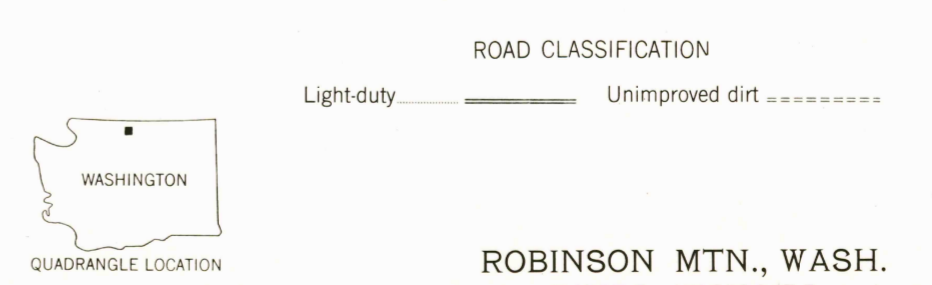 ROAD CLASSIFICATION
Light-duty
Unimproved dirt
WASHINGTON
QUADRANGLE LOCATION
ROBINSON MTN., WASH.